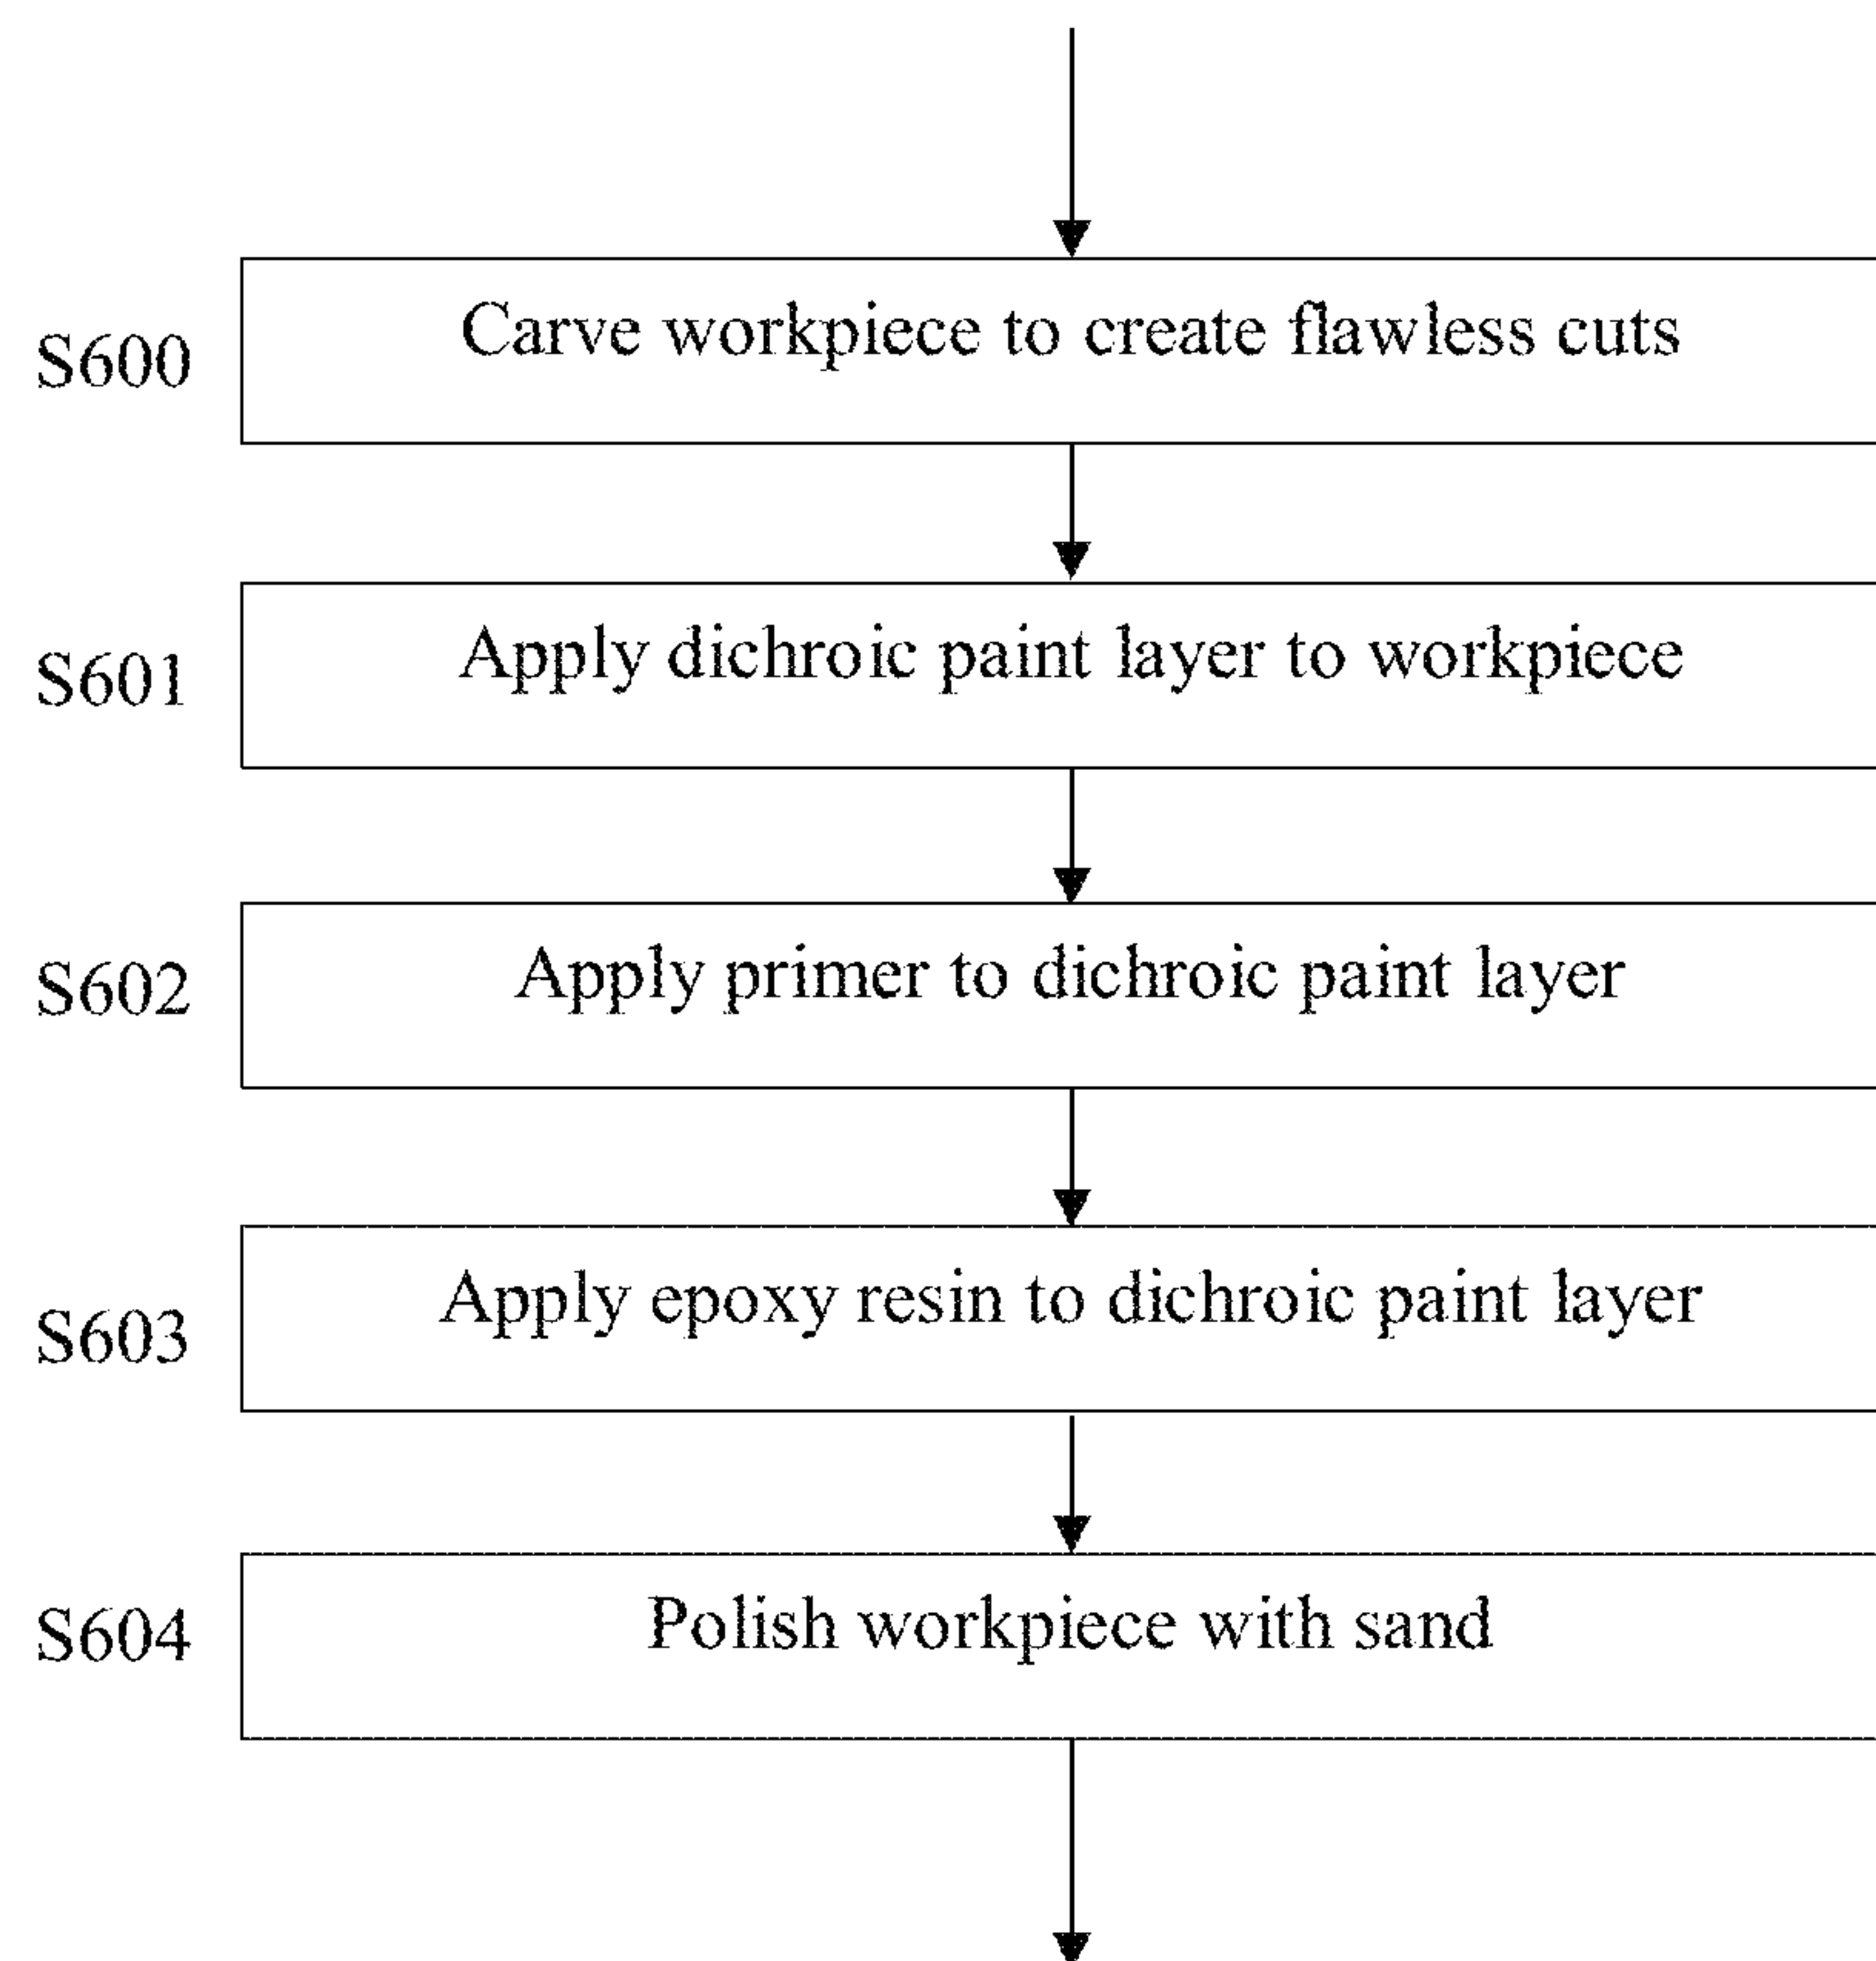 S600
Carve workpiece to create flawless cuts
S601
Apply dichroic paint layer to workpiece
S602
Apply primer to dichroic paint layer
S603
Apply epoxy resin to dichroic paint layer
S604
Polish workpiece with sand